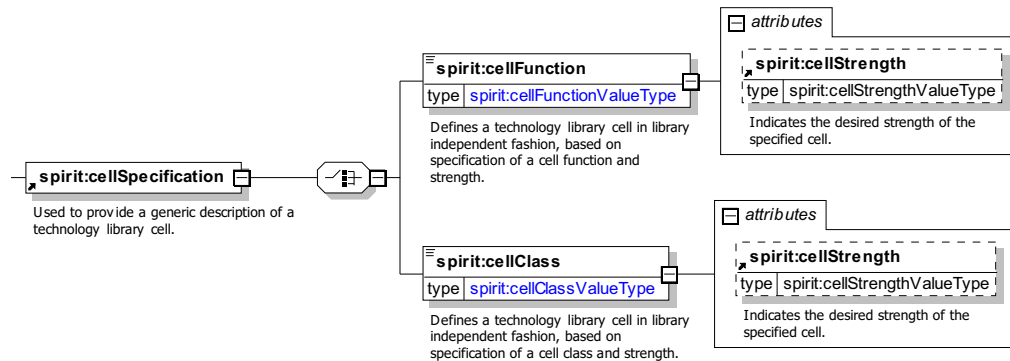 attributes
spirit:cellFunction
type spirit:cellFunctionValueType
Defines a technology library cell in library
independent fashion, based on
specification of a cell function and
strength.
spirit:cellStrength
type spirit:cellStrengthValueType
Indicates the desired strength of the
specified cell.
spirit:cellSpecification
Used to provide a generic description of a
technology library cell.
attributes
spirit:cellClass
type spirit:cellClassValueType
Defines a technology library cell in library
independent fashion, based on
specification of a cell class and strength.
spirit:cellStrength
type spirit:cellStrengthValueType
Indicates the desired strength of the
specified cell.